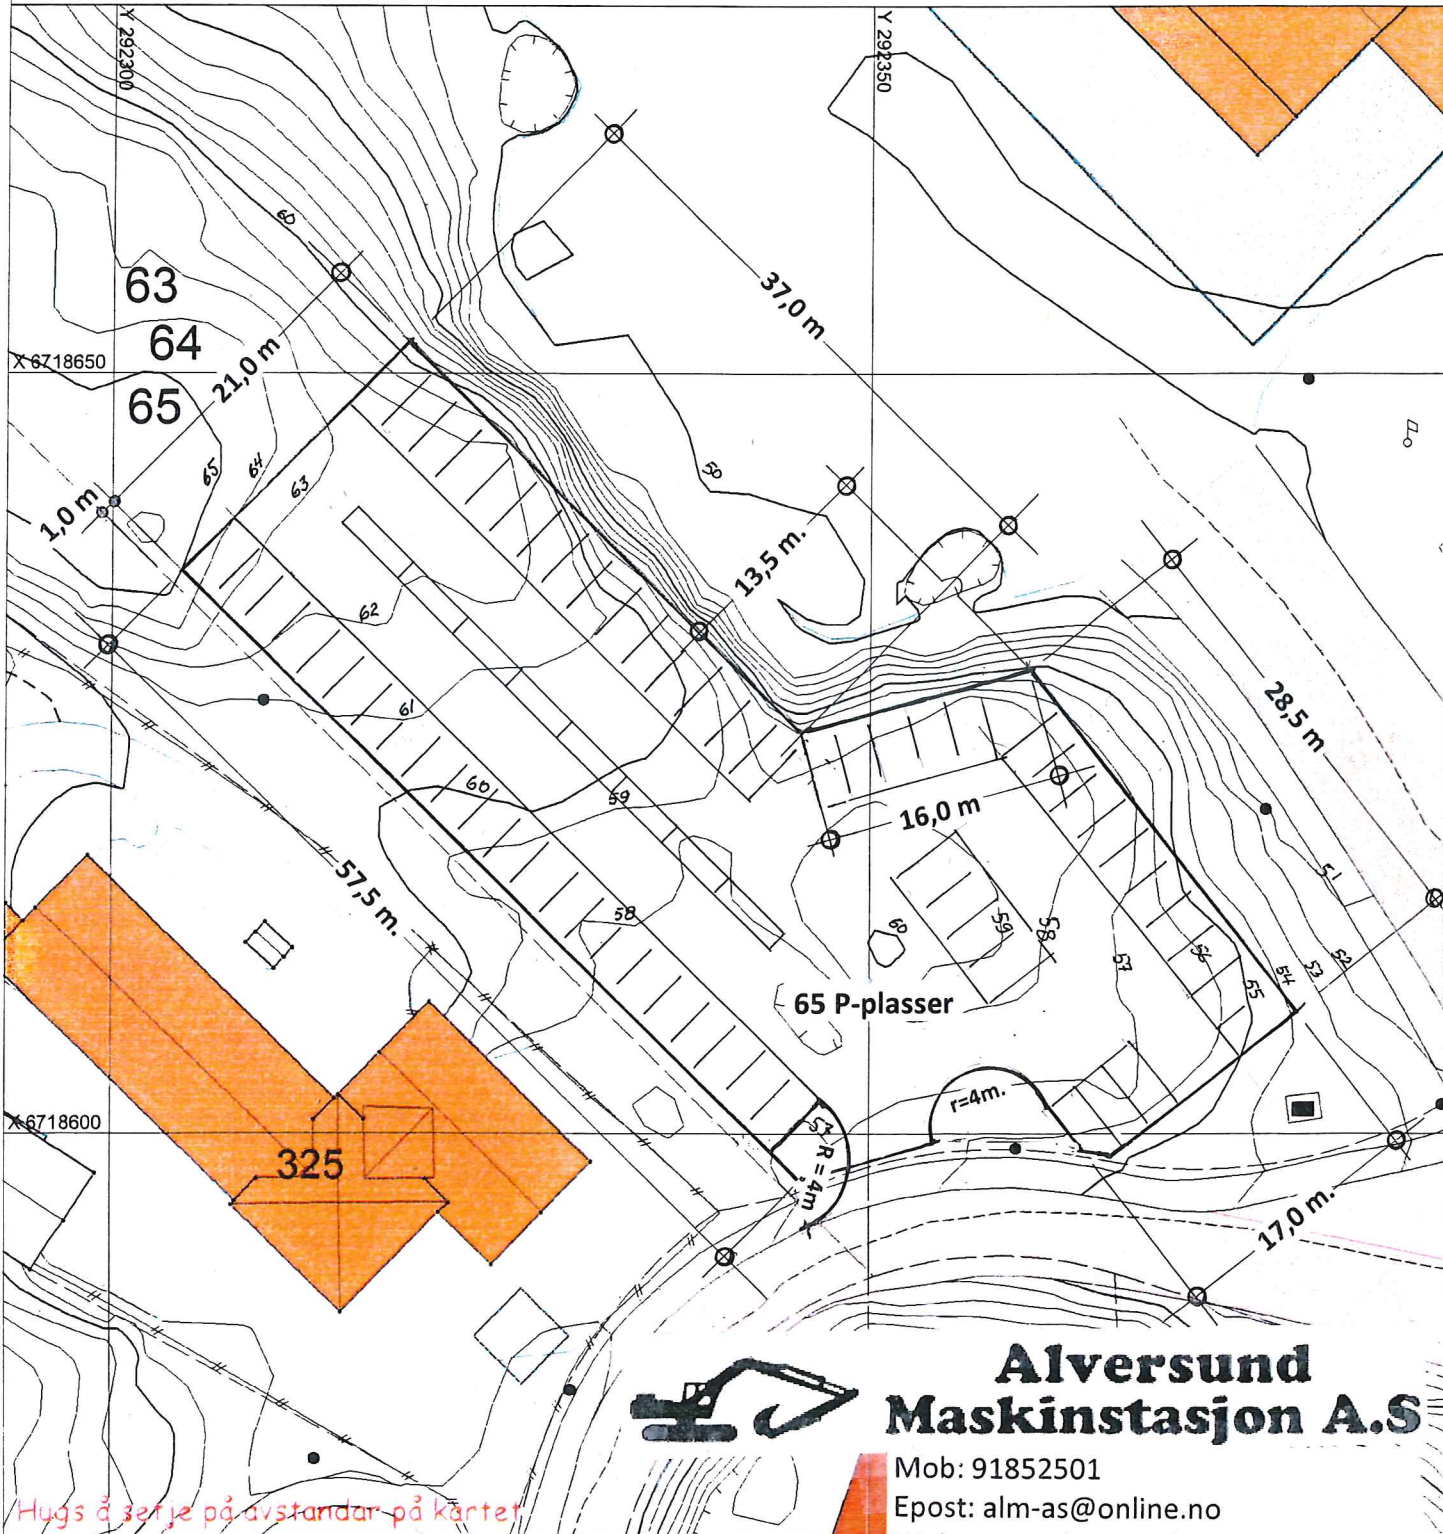 Y 292300
Y 292350
60
63
64
65
X 6718650
21,0 m
37,0 m
65
64
63
50
1,0 m
13,5 m.
62
61
28,5 m
60
59
16,0 m
57,5 m.
58
60
59
58
57
56
55
54
53
52
51
65 P-plasser
r=4m.
X 6718600
325
53
R=4m
17,0 m.
Alversund
Maskinstasjon A.S
Mob: 91852501
Epost: alm-as@online.no
Hugs å setje på avstandar på kartet